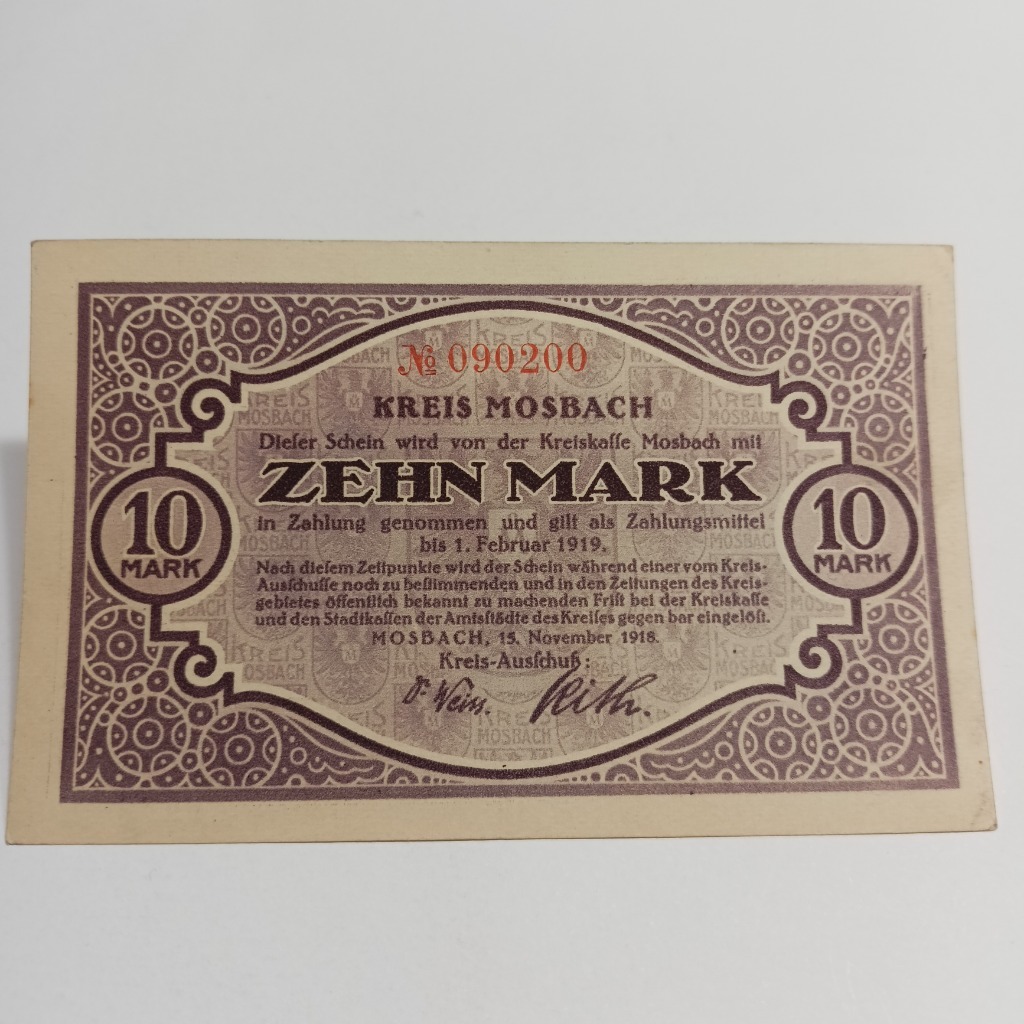 № 090200
KREIS MOSBACH
Dieser Schein wird von der Kreiskasse Mosbach mit
ZEHN MARK
in Zahlung genommen und gilt als Zahlungsmittel
bis 1. Februar 1919.
Nach diesem Zeitpunkte wird der Schein während einer vom Kreis-
Ausschusse noch zu bestimmenden und in den Zeitungen des Kreis-
gebietes öffentlich bekannt zu machenden Frist bei der Kreiskasse
und den Stadtkassen der Amtsstädte des Kreises gegen bar eingelöst.
MOSBACH, 15. November 1918.
Kreis-Ausschuß:
10
MARK
10
MARK
KREIS
MOSBACH